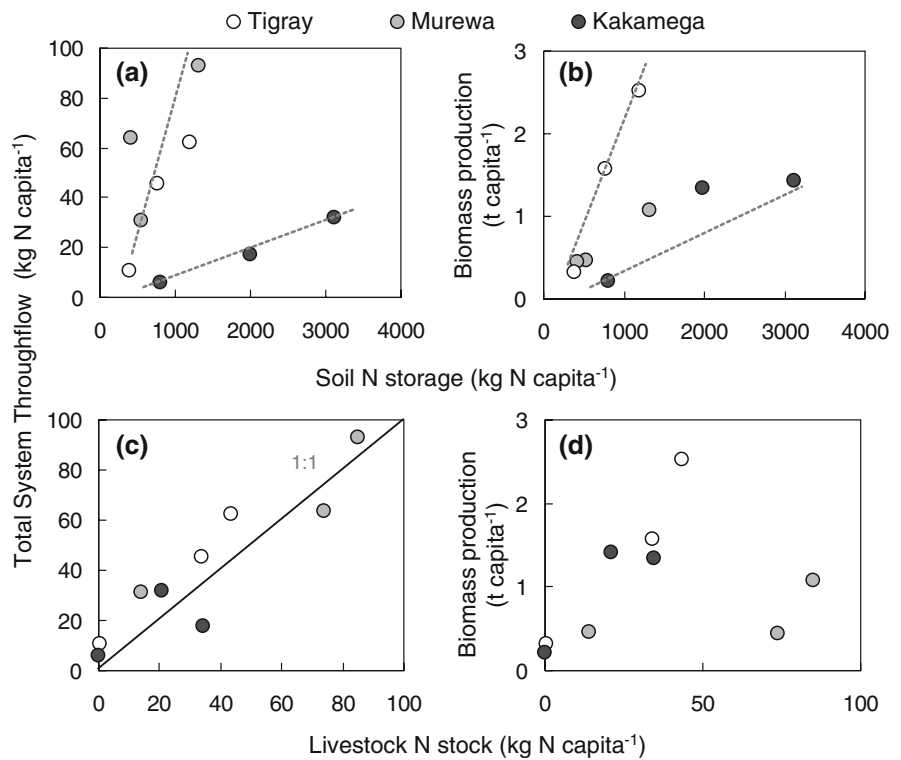 Tigray Murewa Kakamega
(a)
100
80
60
40
20
0
0 1000 2000 3000 4000
(b)
3
2
1
0
0 1000 2000 3000 4000
Biomass production
(t capita⁻¹)
Soil N storage (kg N capita⁻¹)
Total System Throughflow (kg N capita⁻¹)
(c)
1:1
100
80
60
40
20
0
0 20 40 60 80 100
(d)
3
2
1
0
0 50 100
Biomass production
(t capita⁻¹)
Livestock N stock (kg N capita⁻¹)